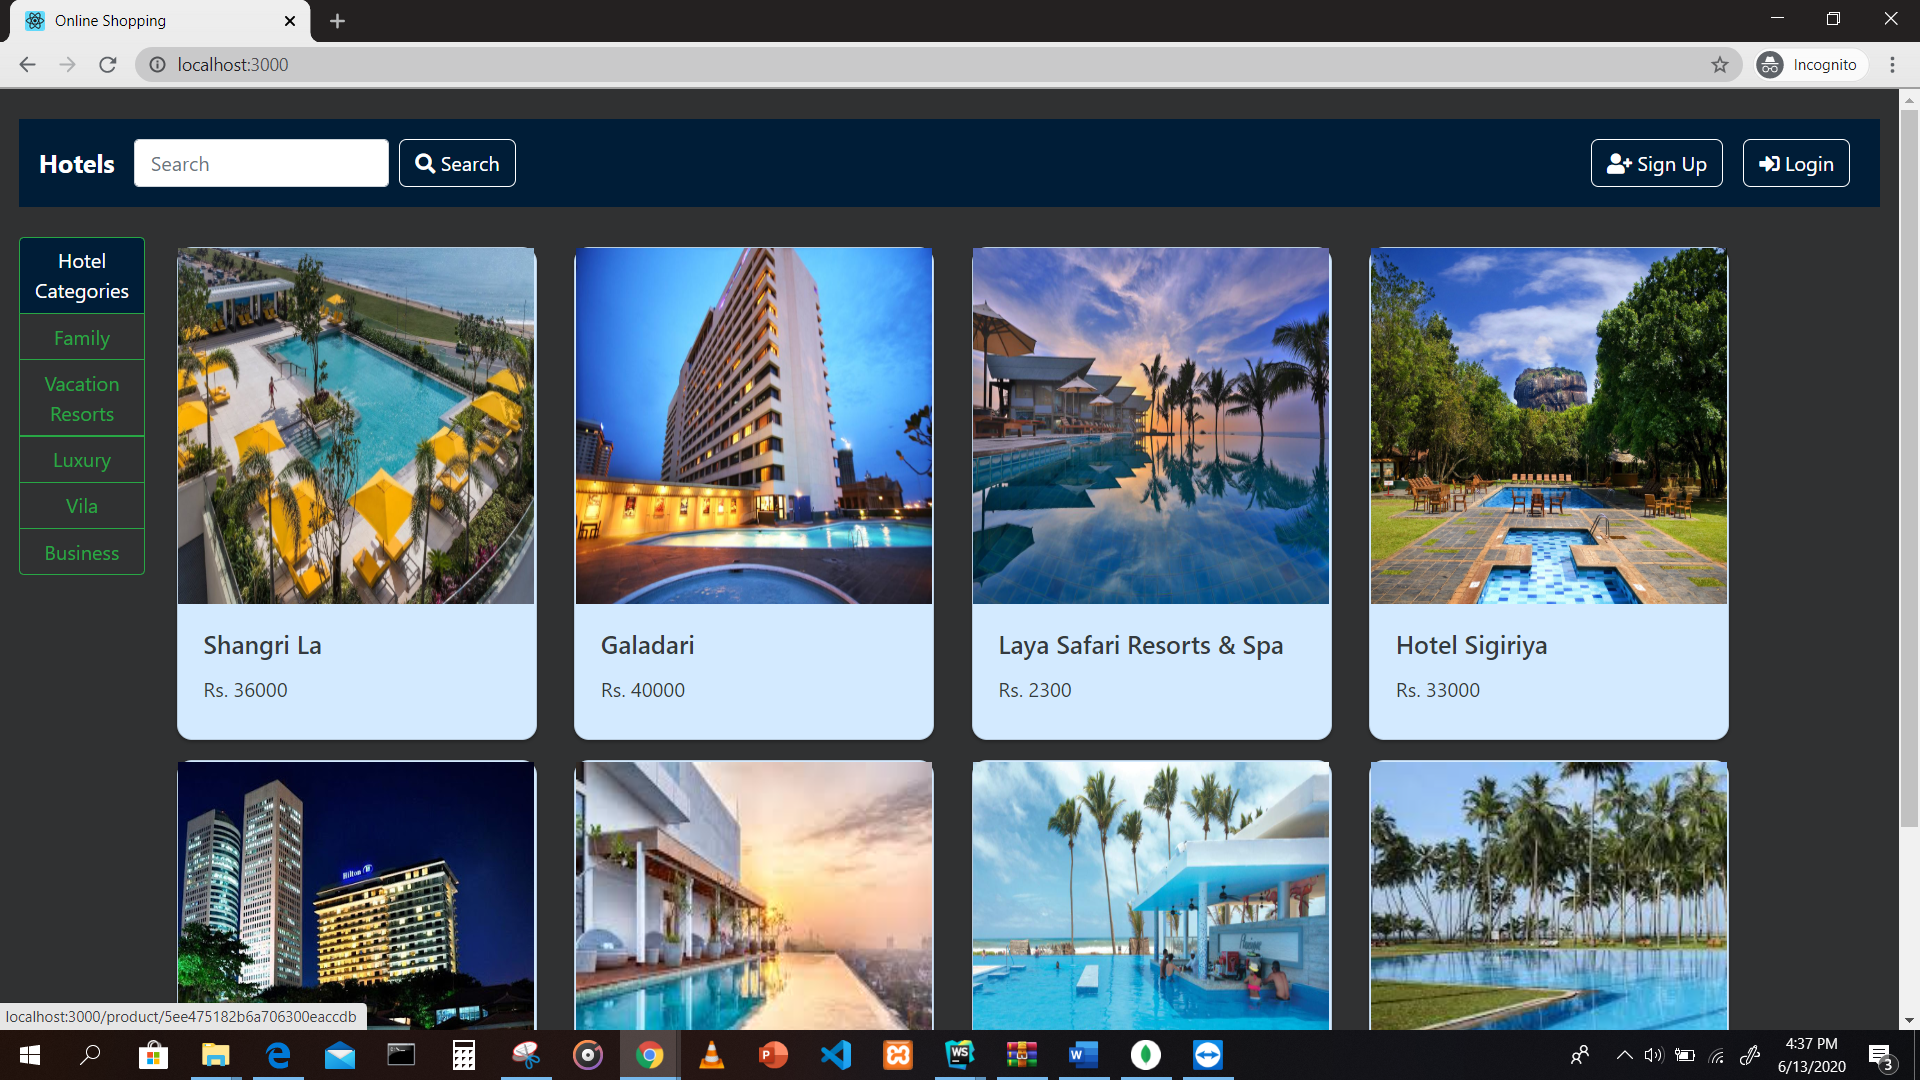 Online Shopping
localhost:3000
Incognito
Hotels
Search
Search
Sign Up
Login
Hotel
Categories
Family
Vacation
Resorts
Luxury
Vila
Business
Shangri La
Rs. 36000
Galadari
Rs. 40000
Laya Safari Resorts & Spa
Rs. 2300
Hotel Sigiriya
Rs. 33000
Hilton
localhost:3000/product/5ee475182b6a706300eaccdb
4:37 PM
6/13/2020
3